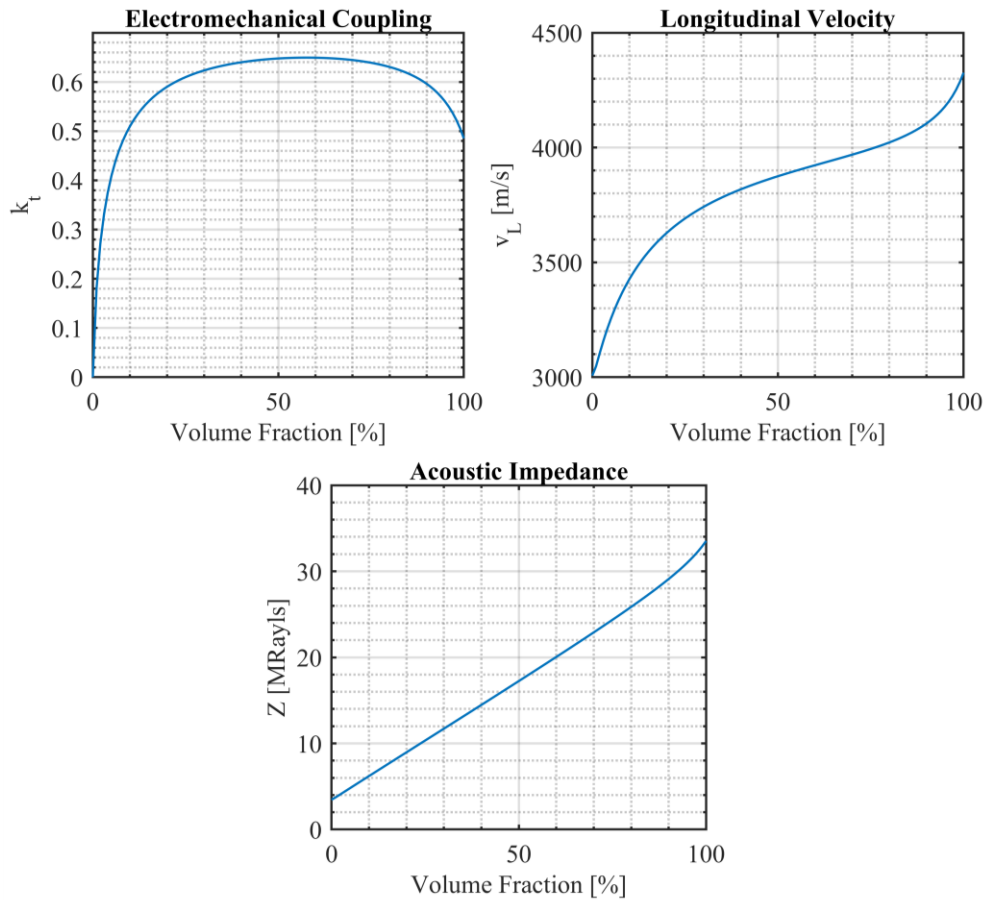 Electromechanical Coupling
0.6
0.5
0.4
0.3
0.2
0.1
0
k_t
0
50
100
Volume Fraction [%]
Longitudinal Velocity
4500
4000
3500
3000
v_L [m/s]
0
50
100
Volume Fraction [%]
Acoustic Impedance
40
30
20
10
0
Z [MRayls]
0
50
100
Volume Fraction [%]